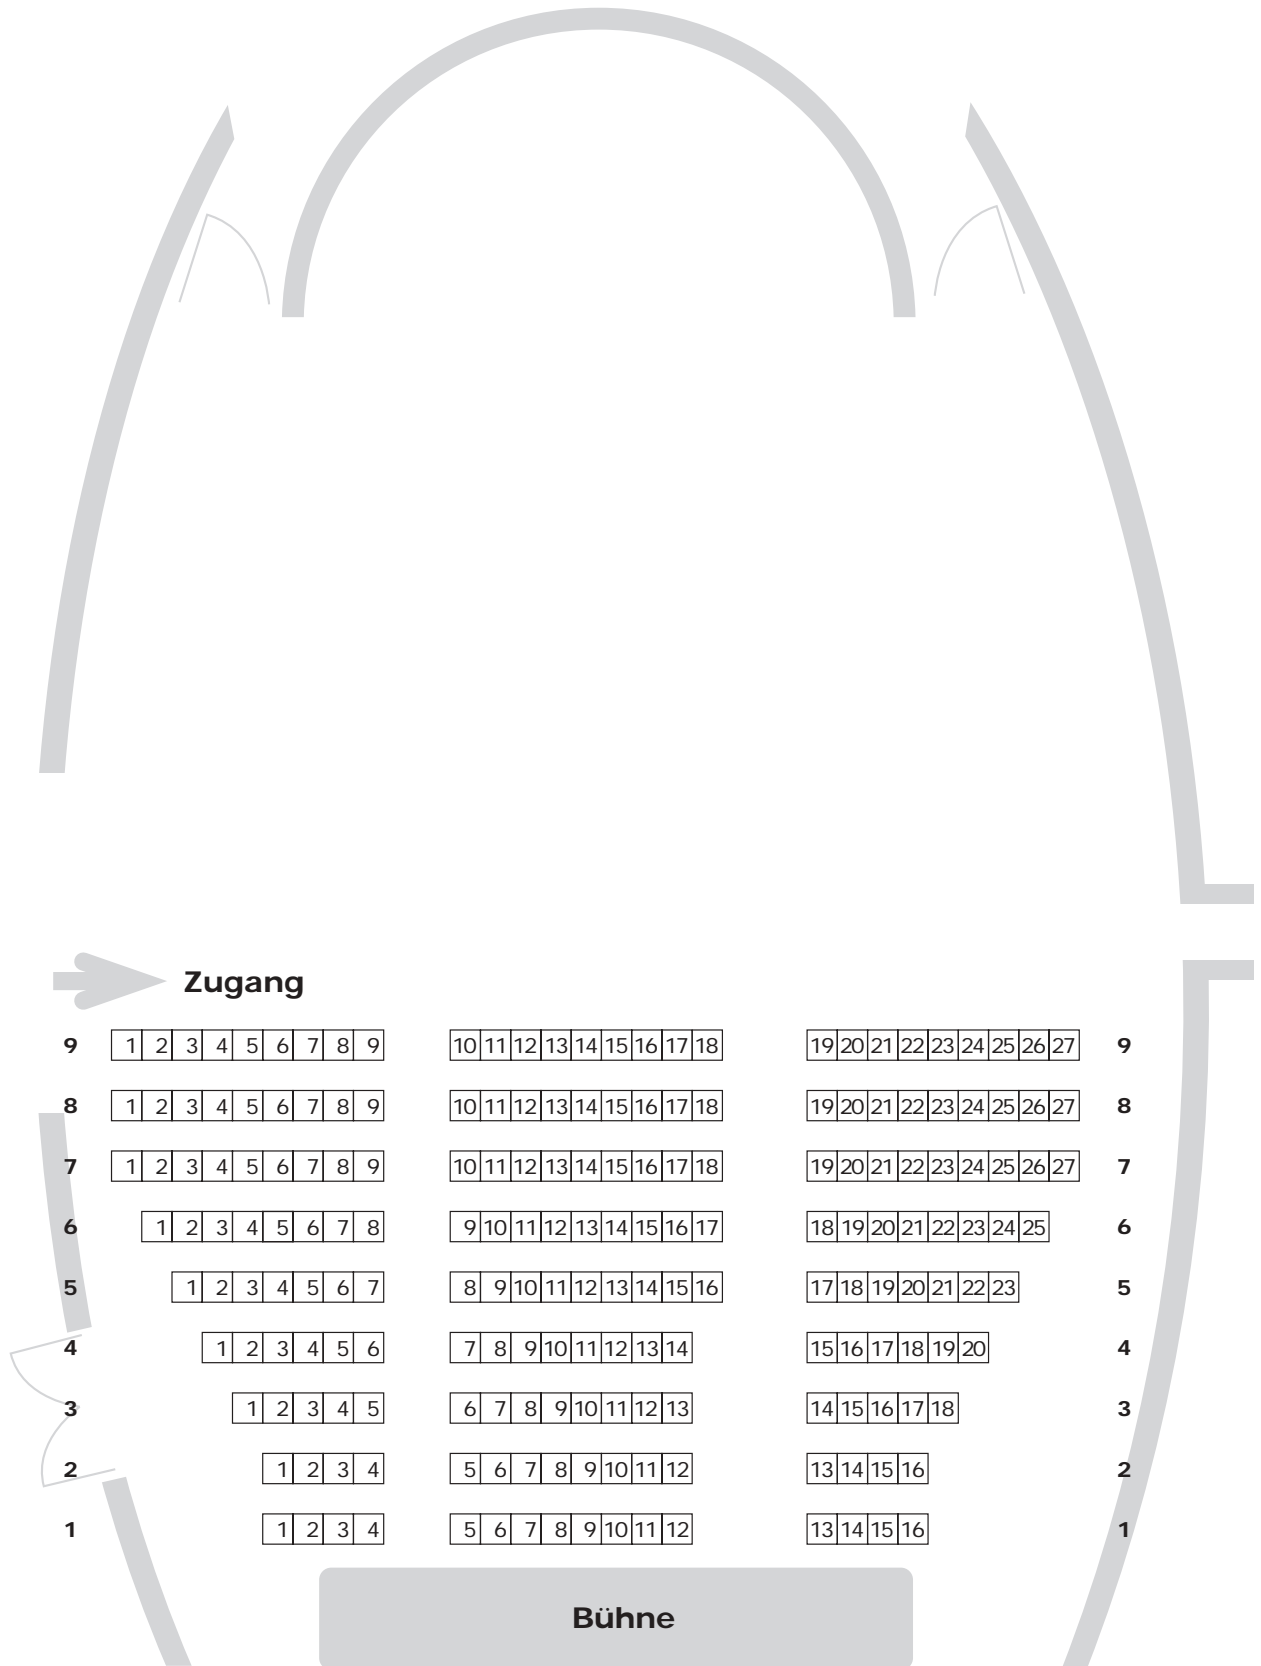 Zugang
9 1 2 3 4 5 6 7 8 9 10 11 12 13 14 15 16 17 18 19 20 21 22 23 24 25 26 27 9
8 1 2 3 4 5 6 7 8 9 10 11 12 13 14 15 16 17 18 19 20 21 22 23 24 25 26 27 8
7 1 2 3 4 5 6 7 8 9 10 11 12 13 14 15 16 17 18 19 20 21 22 23 24 25 26 27 7
6 1 2 3 4 5 6 7 8 9 10 11 12 13 14 15 16 17 18 19 20 21 22 23 24 25 6
5 1 2 3 4 5 6 7 8 9 10 11 12 13 14 15 16 17 18 19 20 21 22 23 5
4 1 2 3 4 5 6 7 8 9 10 11 12 13 14 15 16 17 18 19 20 4
3 1 2 3 4 5 6 7 8 9 10 11 12 13 14 15 16 17 18 3
2 1 2 3 4 5 6 7 8 9 10 11 12 13 14 15 16 2
1 1 2 3 4 5 6 7 8 9 10 11 12 13 14 15 16 1
Bühne